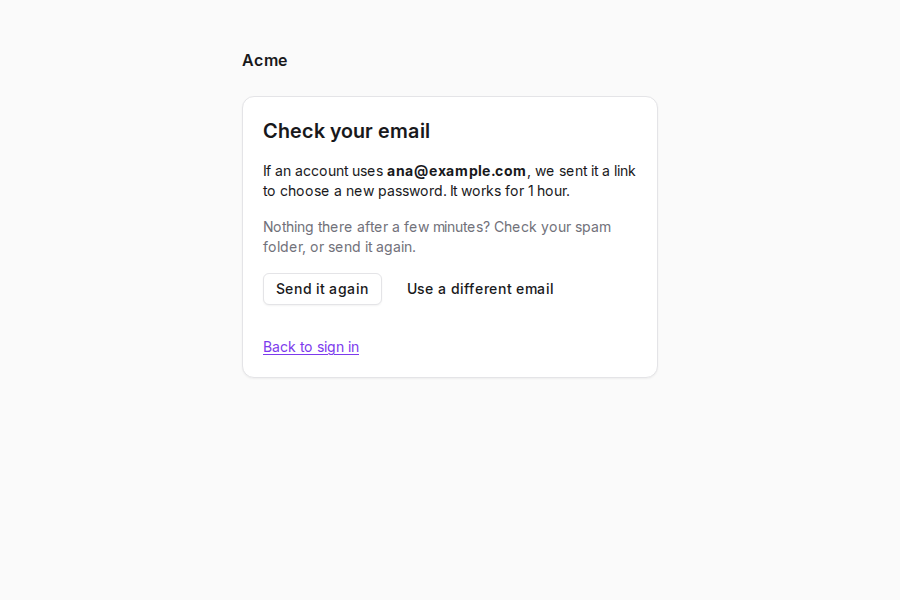 Acme
Check your email
If an account uses ana@example.com, we sent it a link
to choose a new password. It works for 1 hour.
Nothing there after a few minutes? Check your spam
folder, or send it again.
Send it again
Use a different email
Back to sign in